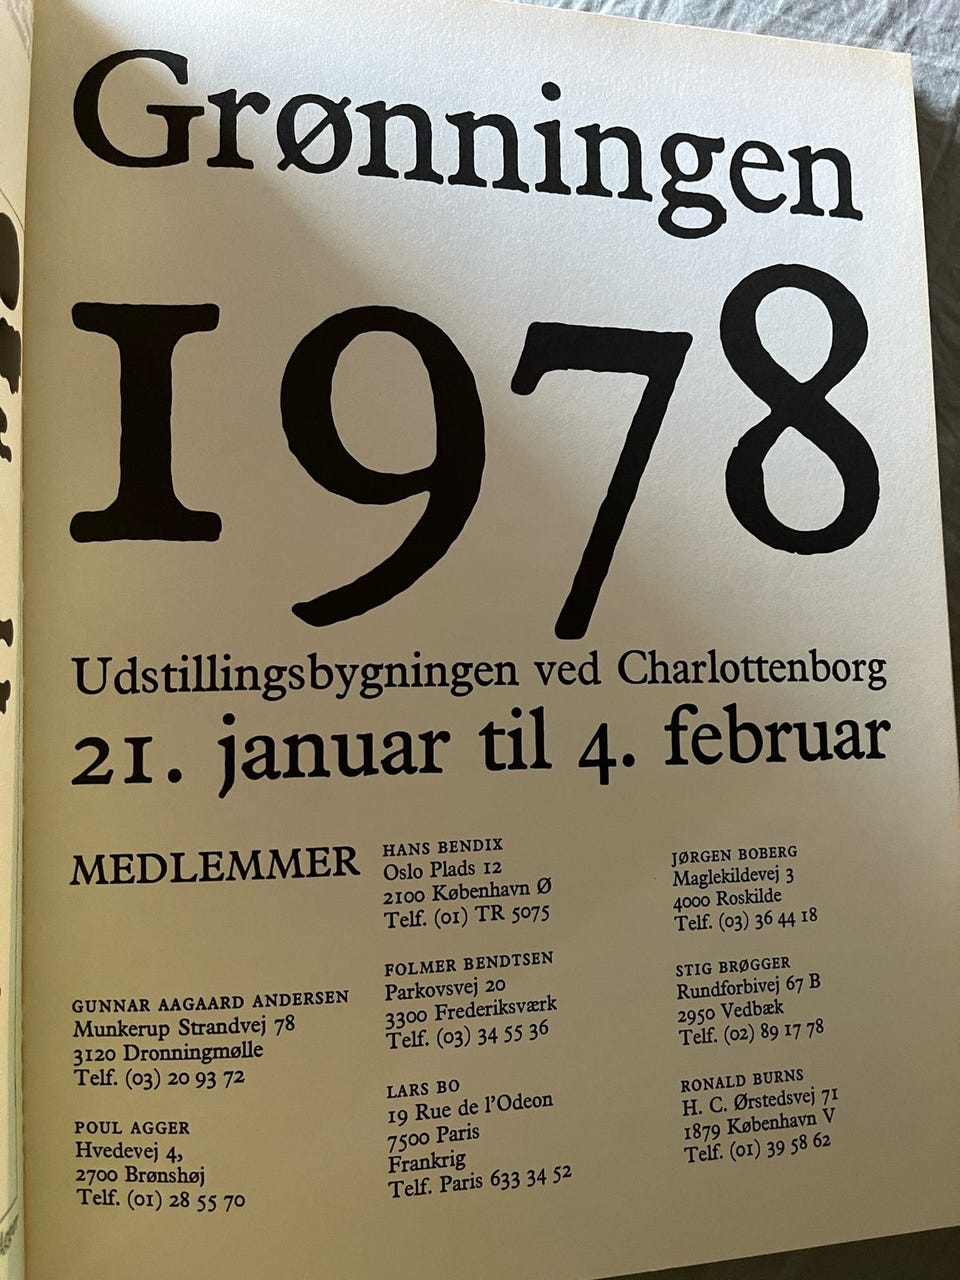 Grønningen
1978
Udstillingsbygningen ved Charlottenborg
21. januar til 4. februar
MEDLEMMER
GUNNAR AAGAARD ANDERSEN
Munkerup Strandvej 78
3120 Dronningmølle
Telf. (03) 20 93 72
POUL AGGER
Hvedevej 4,
2700 Brønshøj
Telf. (01) 28 55 70
HANS BENDIX
Oslo Plads 12
2100 København Ø
Telf. (01) TR 5075
FOLMER BENDTSEN
Parkovsvej 20
3300 Frederiksværk
Telf. (03) 34 55 36
LARS BO
19 Rue de l'Odeon
7500 Paris
Frankrig
Telf. Paris 633 34 52
JØRGEN BOBERG
Maglekildevej 3
4000 Roskilde
Telf. (03) 36 44 18
STIG BRØGGER
Rundforbivej 67 B
2950 Vedbæk
Telf. (02) 89 17 78
RONALD BURNS
H. C. Ørstedsvej 71
1879 København V
Telf. (01) 39 58 62